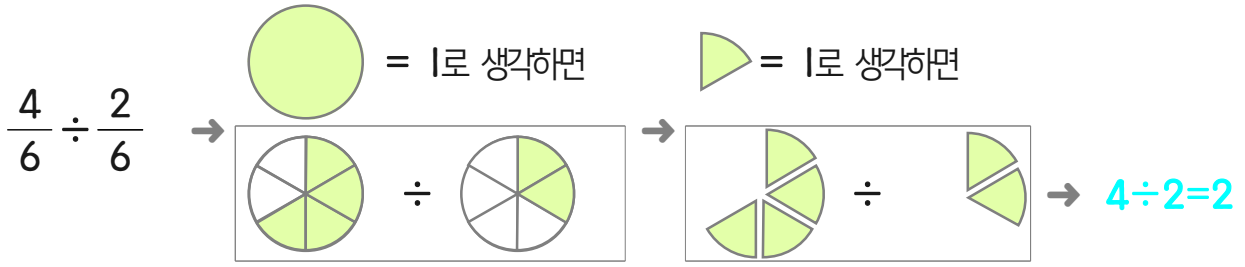 = 1로 생각하면
= 1로 생각하면
4/6 ÷ 2/6
÷
÷
4÷2=2